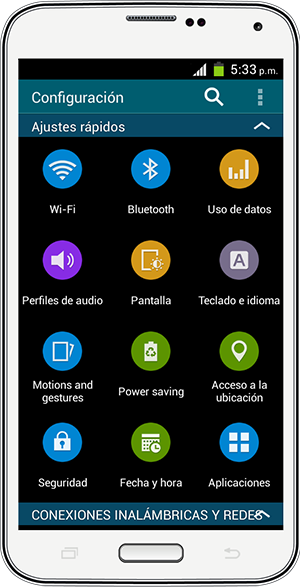 5:33 p.m.
Configuración
Ajustes rápidos
Wi-Fi
Bluetooth
Uso de datos
Perfiles de audio
Pantalla
A
Teclado e idioma
Motions and
gestures
Power saving
Acceso a la
ubicación
Seguridad
Fecha y hora
Aplicaciones
CONEXIONES INALÁMBRICAS Y REDES